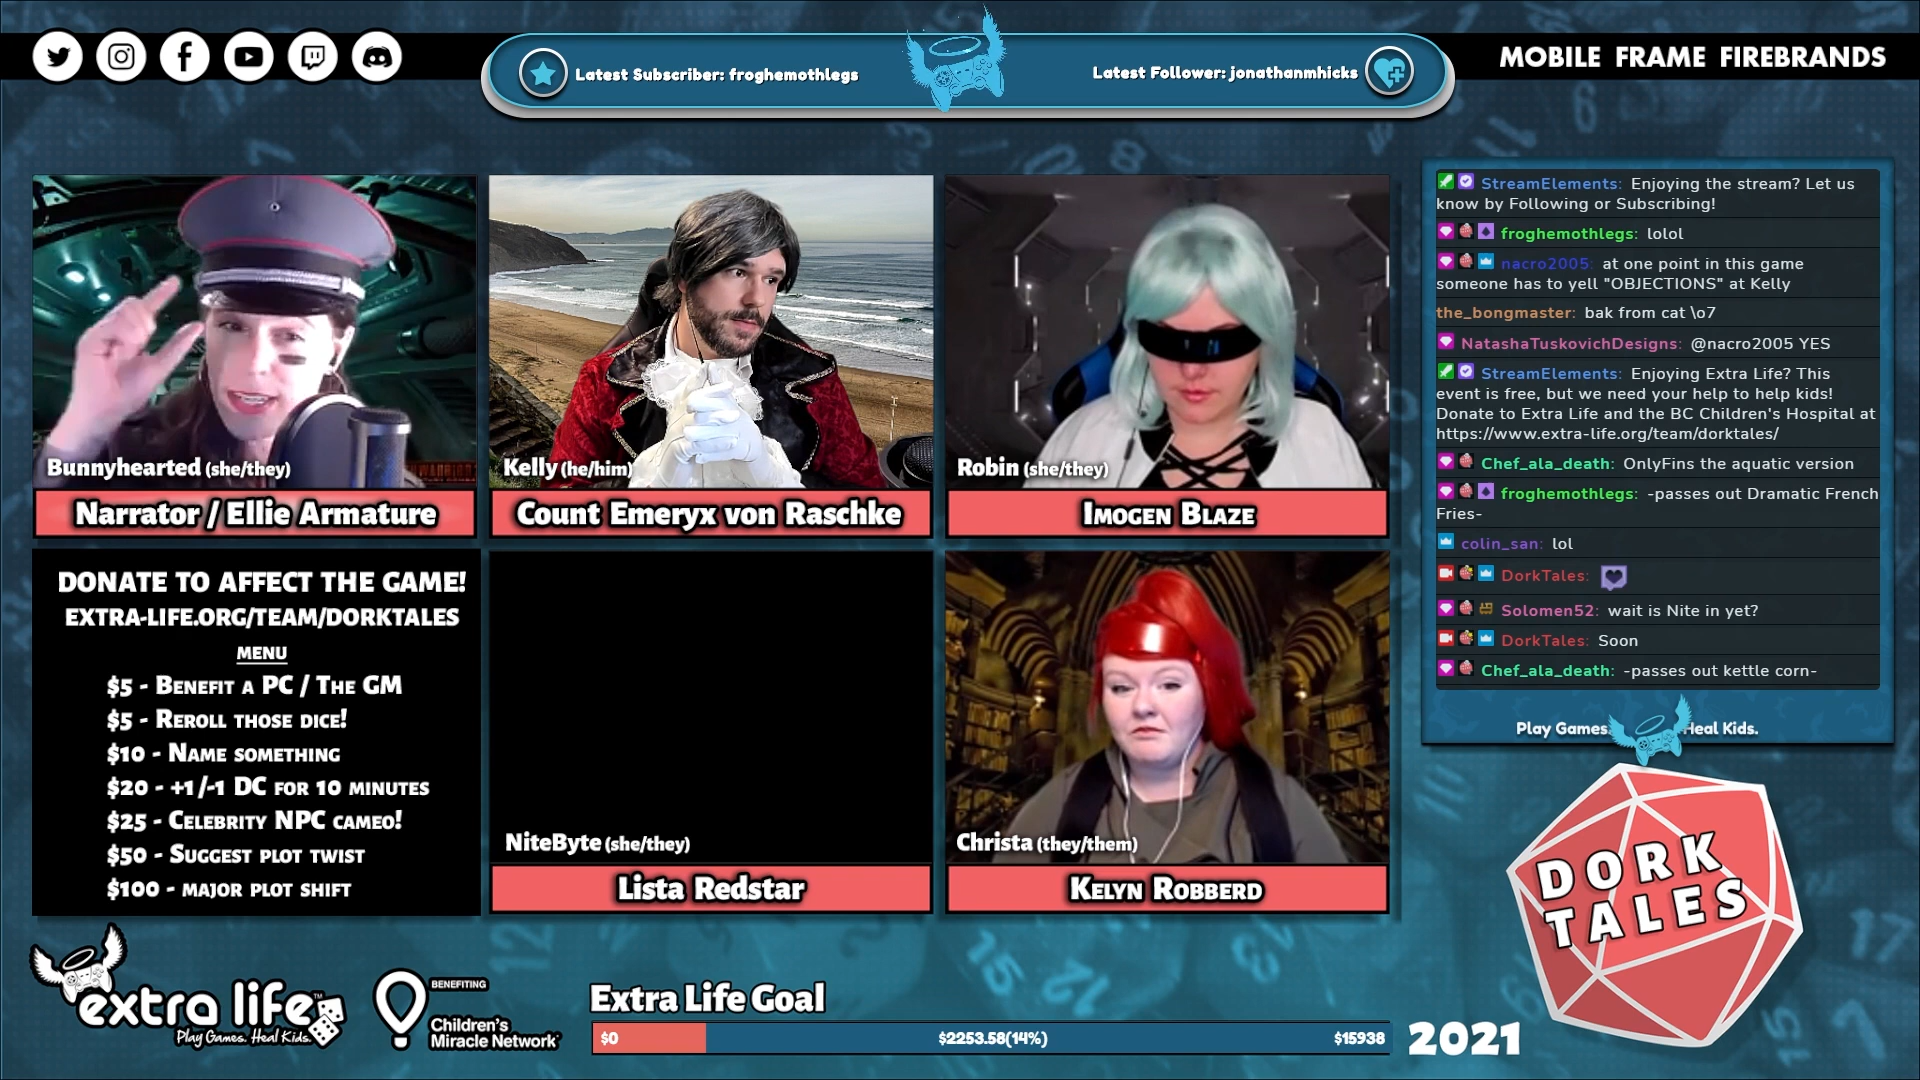 Latest Subscriber: froghemothlegs
Latest Follower: jonathanmhicks
MOBILE FRAME FIREBRANDS
Bunnyhearted (she/they)
Narrator / Ellie Armature
Kelly (he/him)
Count Emeryx von Raschke
Robin (she/they)
Imogen Blaze
DONATE TO AFFECT THE GAME!
EXTRA-LIFE.ORG/TEAM/DORKTALES
MENU
$5 - Benefit a PC / The GM
$5 - Reroll those dice!
$10 - Name something
$20 - +1/-1 DC for 10 minutes
$25 - Celebrity NPC cameo!
$50 - Suggest plot twist
$100 - major plot shift
NiteByte (she/they)
Lista Redstar
Christa (they/them)
Kelyn Robberd
StreamElements: Enjoying the stream? Let us
know by Following or Subscribing!
froghemothlegs: lolol
nacro2005: at one point in this game
someone has to yell "OBJECTIONS" at Kelly
the_bongmaster: bak from cat \o7
NatashaTuskovichDesigns: @nacro2005 YES
StreamElements: Enjoying Extra Life? This
event is free, but we need your help to help kids!
Donate to Extra Life and the BC Children's Hospital at
https://www.extra-life.org/team/dorktales/
Chef_ala_death: OnlyFins the aquatic version
froghemothlegs: -passes out Dramatic French
Fries-
colin_san: lol
DorkTales:
Solomen52: wait is Nite in yet?
DorkTales: Soon
Chef_ala_death: -passes out kettle corn-
Play Games. Heal Kids.
DORK
TALES
extra life™
Play Games. Heal Kids.
BENEFITING
Children's
Miracle Network
Extra Life Goal
$0
$2253.58(14%)
$15938
2021